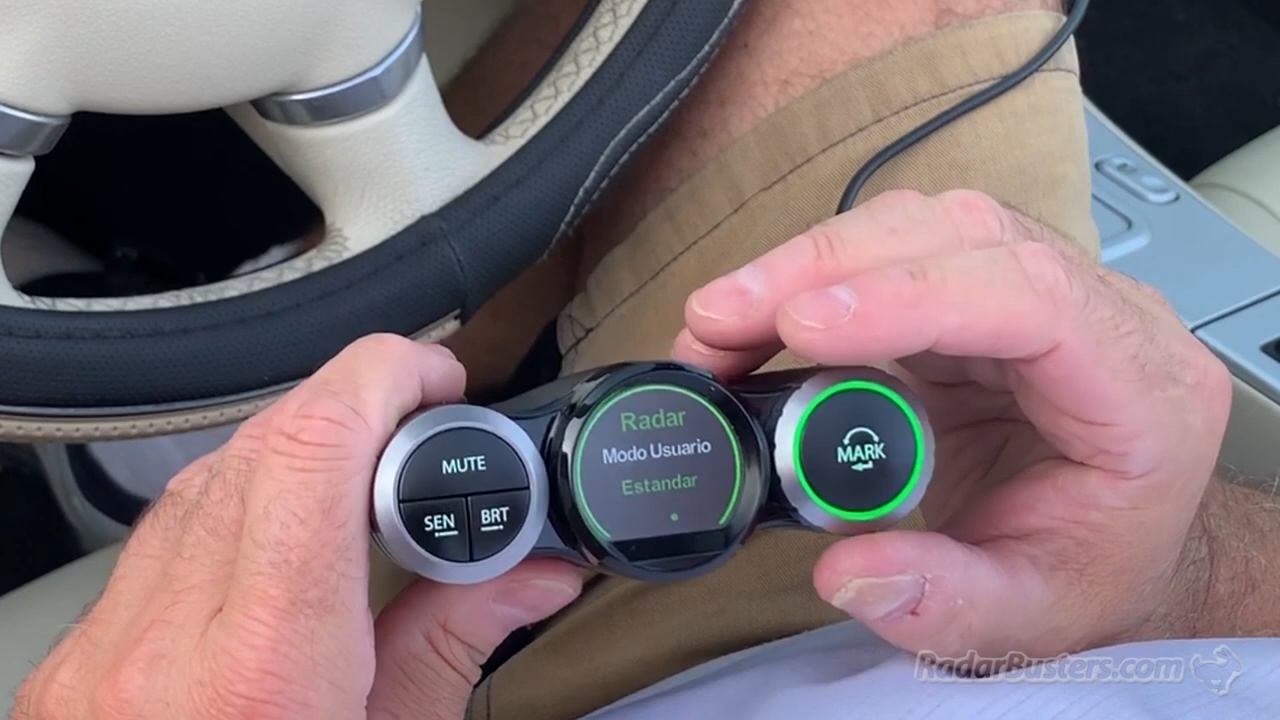 MUTE
SEN
BRT
Radar
Modo Usuario
Estandar
MARK
RadarBusters.com